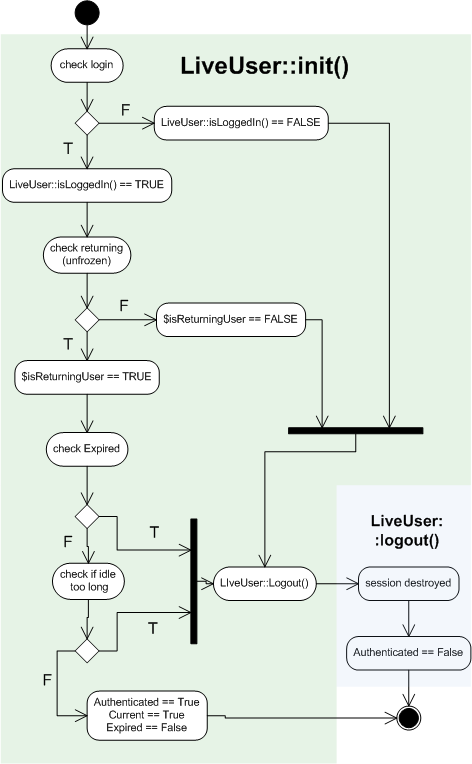 LiveUser::init()
check login
F
LiveUser::isLoggedIn() == FALSE
T
LiveUser::isLoggedIn() == TRUE
check returning
(unfrozen)
F
$isReturningUser == FALSE
T
$isReturningUser == TRUE
check Expired
T
F
check if idle
too long
LIveUser::Logout()
LiveUser:
:logout()
session destroyed
T
Authenticated == False
F
Authenticated == True
Current == True
Expired == False